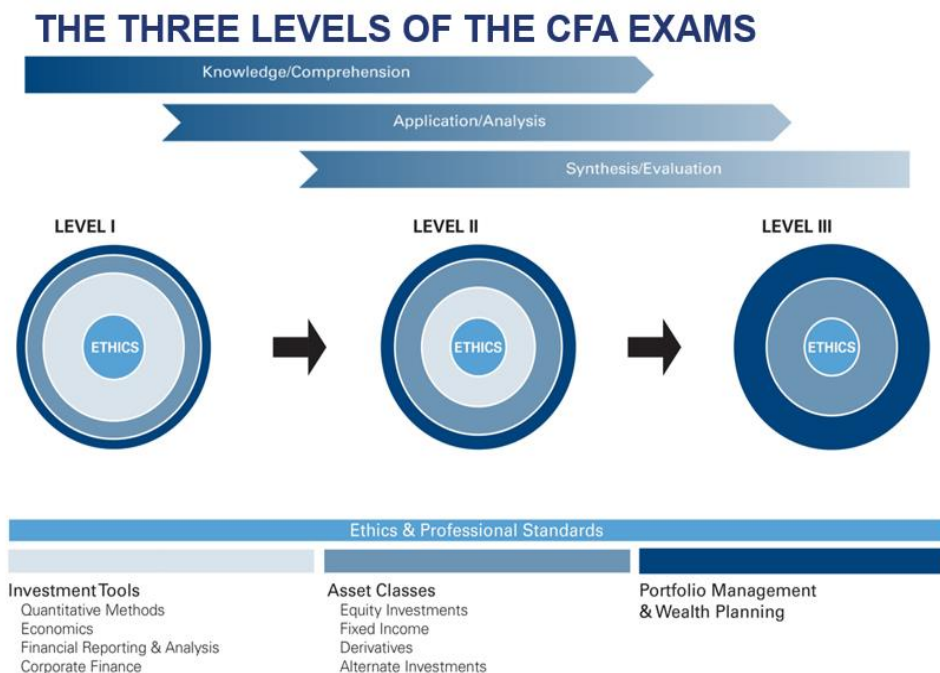 THE THREE LEVELS OF THE CFA EXAMS
Knowledge/Comprehension
Application/Analysis
Synthesis/Evaluation
LEVEL I
LEVEL II
LEVEL III
ETHICS
ETHICS
ETHICS
Ethics & Professional Standards
Investment Tools
Quantitative Methods
Economics
Financial Reporting & Analysis
Corporate Finance
Asset Classes
Equity Investments
Fixed Income
Derivatives
Alternate Investments
Portfolio Management
& Wealth Planning